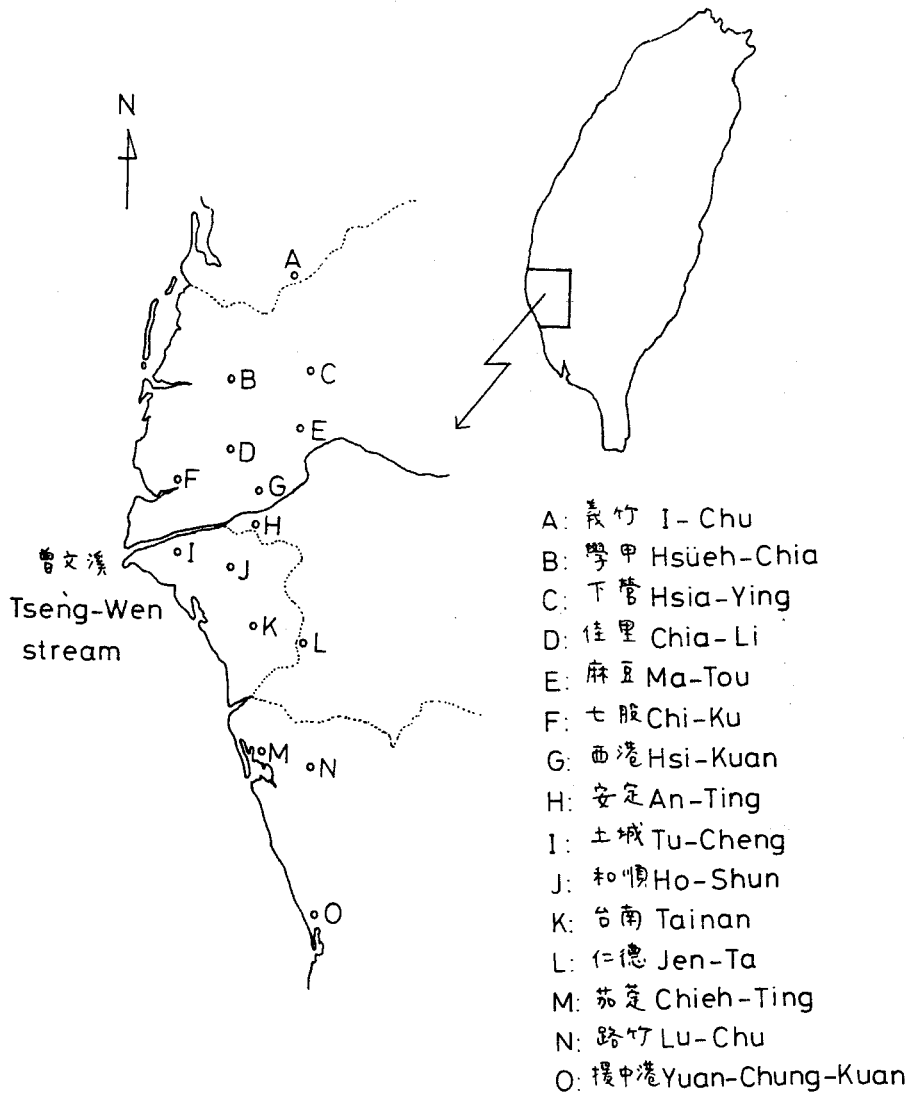 N
A
B
C
D
E
F
G
H
I
J
K
L
M
N
O
曾文溪
Tseng-Wen
stream
A: 義竹 I-Chu
B: 學甲 Hsüeh-Chia
C: 下營 Hsia-Ying
D: 佳里 Chia-Li
E: 麻豆 Ma-Tou
F: 七股 Chi-Ku
G: 西港 Hsi-Kuan
H: 安定 An-Ting
I: 土城 Tu-Cheng
J: 和順 Ho-Shun
K: 台南 Tainan
L: 仁德 Jen-Ta
M: 茄萣 Chieh-Ting
N: 路竹 Lu-Chu
O: 援中港 Yuan-Chung-Kuan